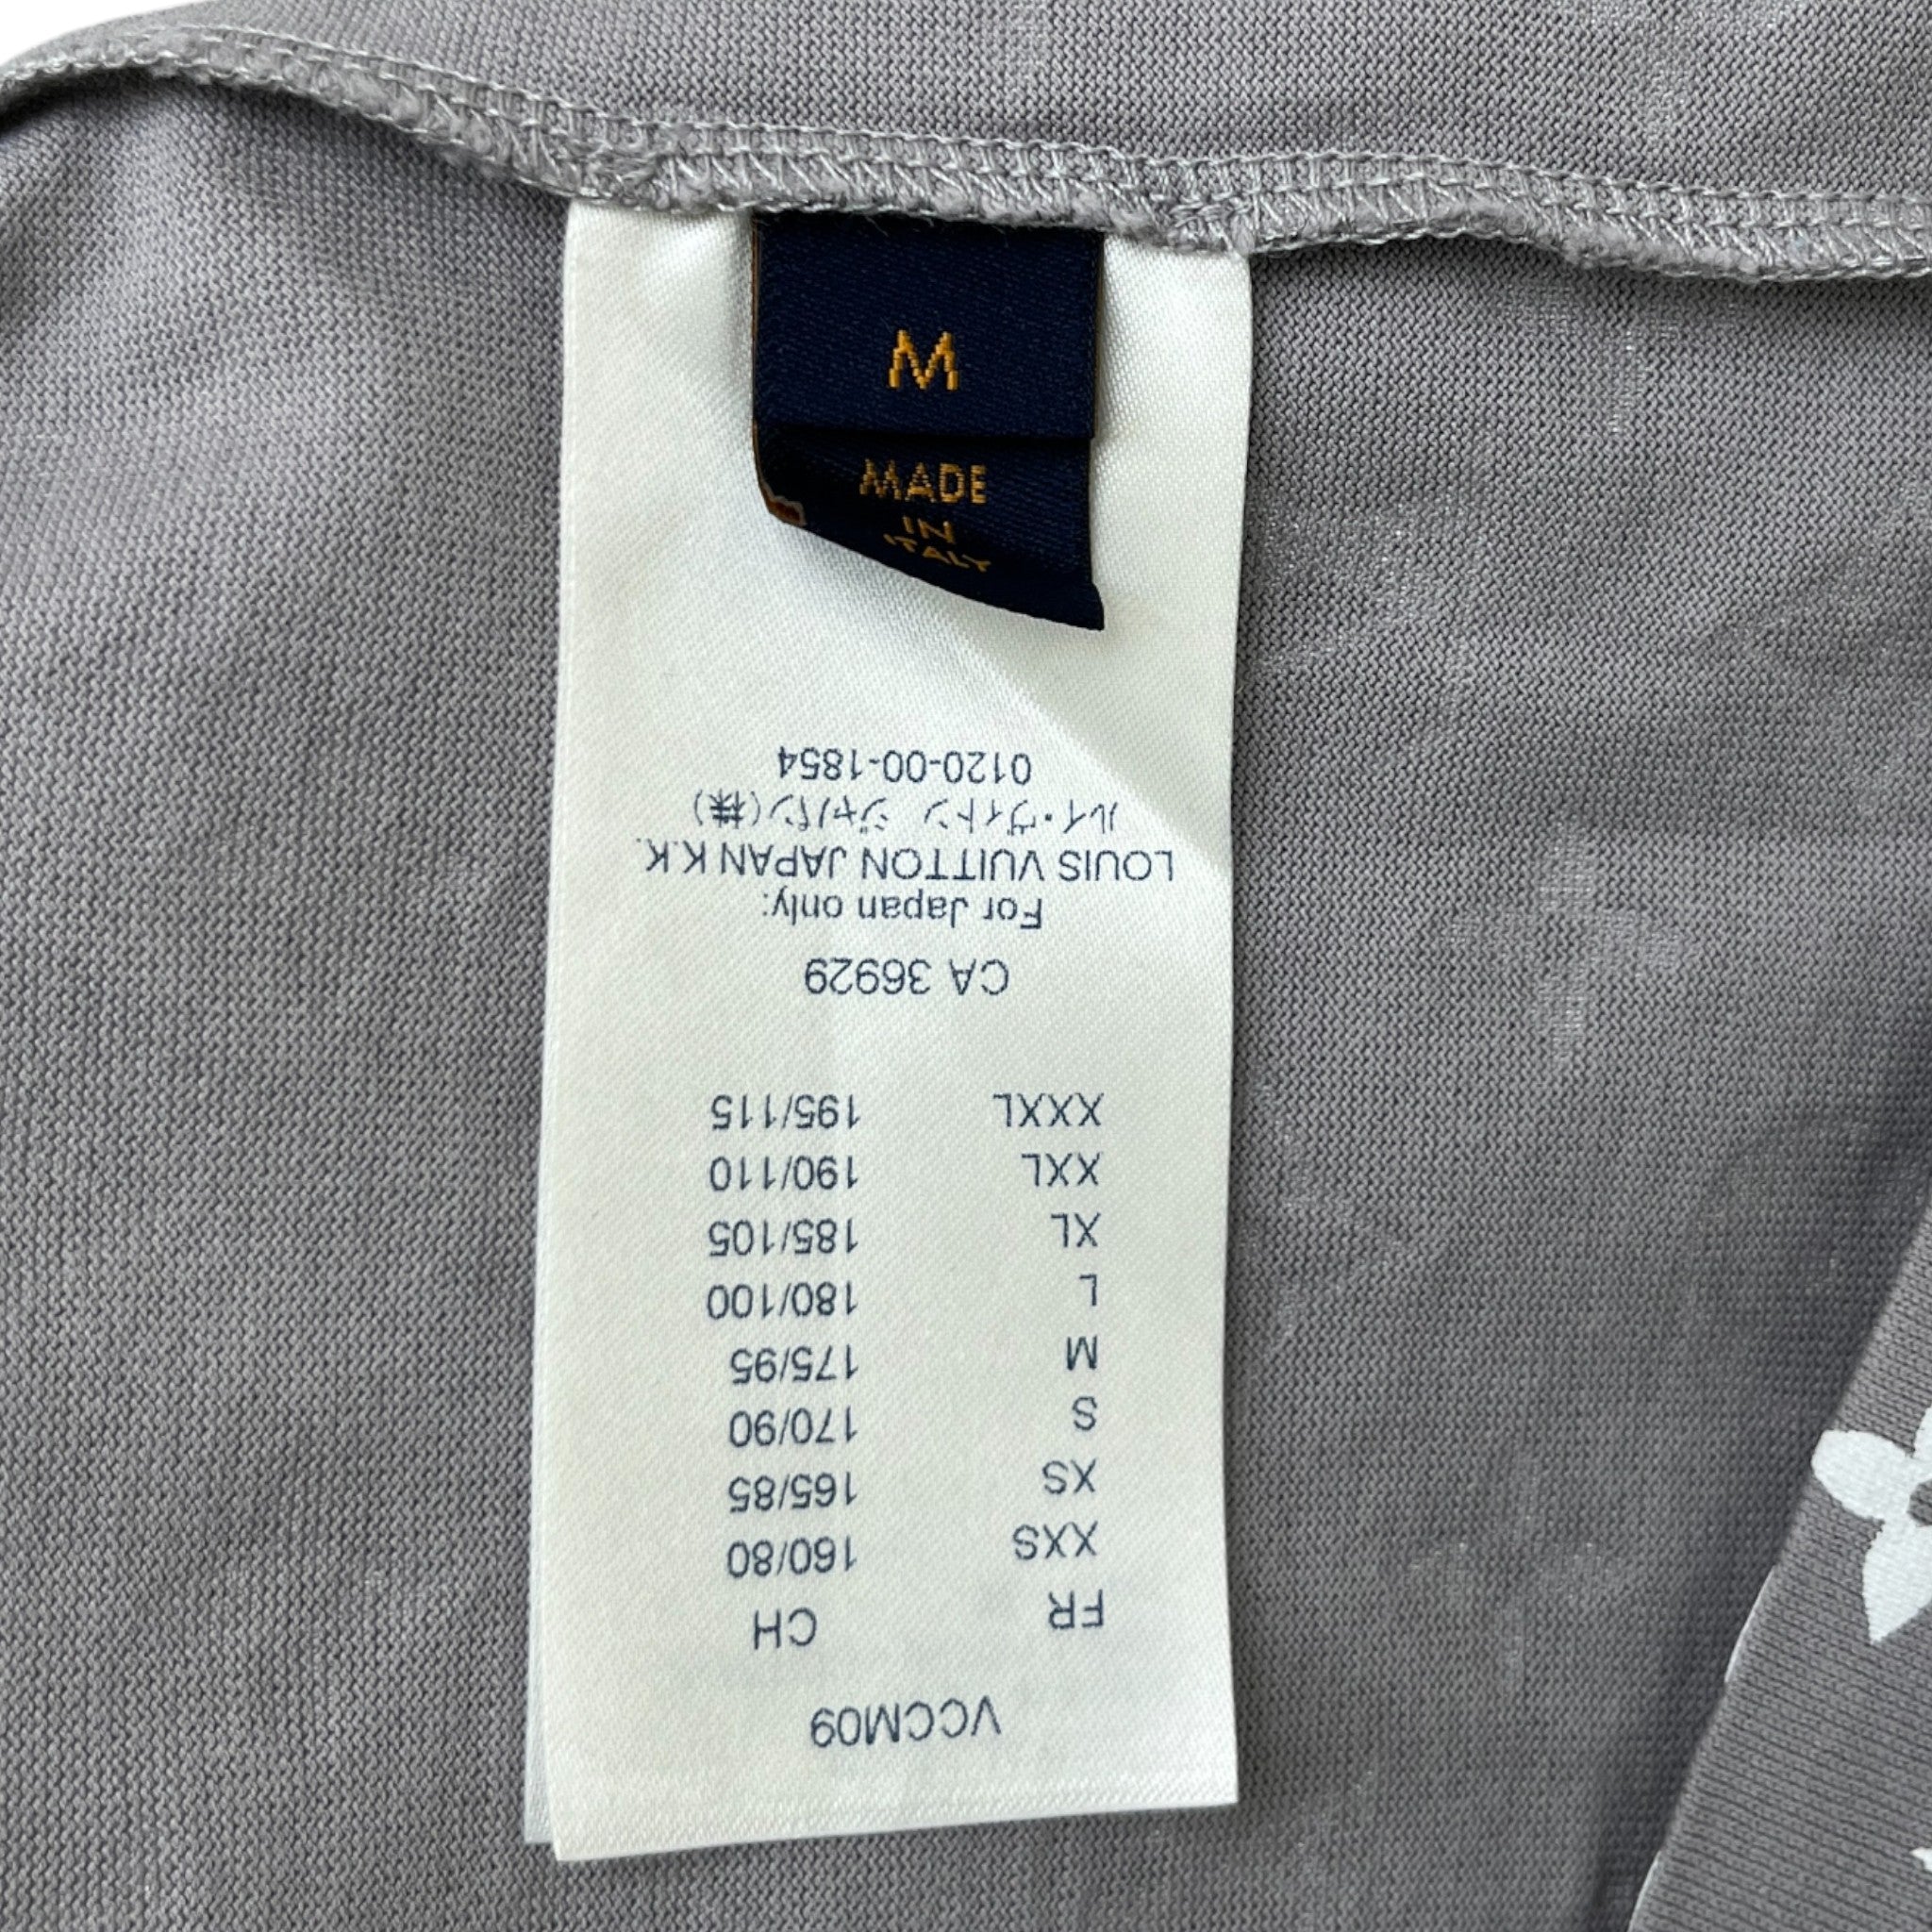 M
MADE
IN
ITALY
VCCM09
FR CH
XXS 160/80
XS 165/85
S 170/90
M 175/95
L 180/100
XL 185/105
XXL 190/110
XXXL 195/115
CA 36929
For Japan only:
LOUIS VUITTON JAPAN K.K.
ルイ・ヴィトン ジャパン(株)
0120-00-1854